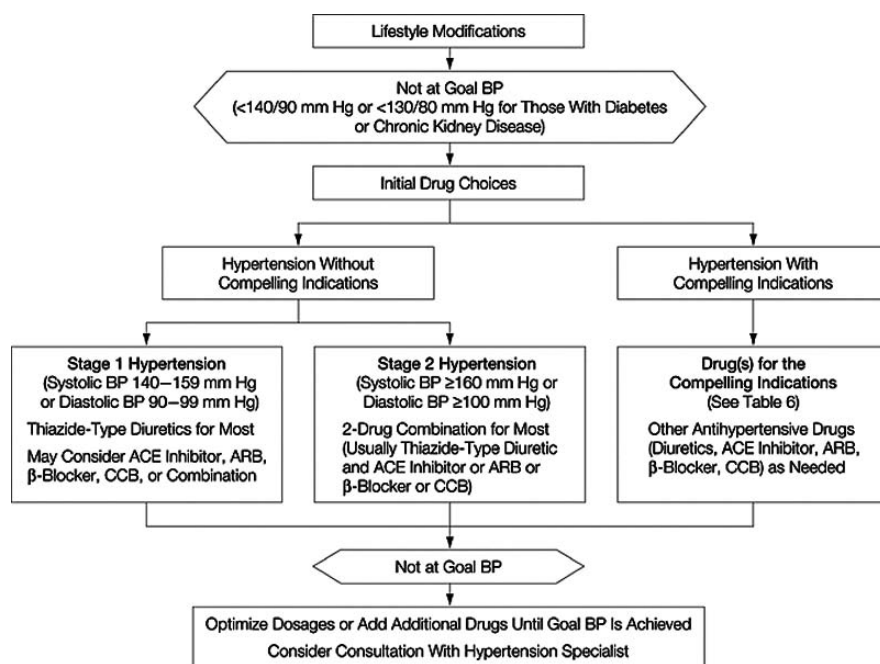 Lifestyle Modifications
Not at Goal BP
(<140/90 mm Hg or <130/80 mm Hg for Those With Diabetes
or Chronic Kidney Disease)
Initial Drug Choices
Hypertension Without
Compelling Indications
Hypertension With
Compelling Indications
Stage 1 Hypertension
(Systolic BP 140–159 mm Hg
or Diastolic BP 90–99 mm Hg)
Thiazide-Type Diuretics for Most
May Consider ACE Inhibitor, ARB,
β-Blocker, CCB, or Combination
Stage 2 Hypertension
(Systolic BP ≥160 mm Hg or
Diastolic BP ≥100 mm Hg)
2-Drug Combination for Most
(Usually Thiazide-Type Diuretic
and ACE Inhibitor or ARB or
β-Blocker or CCB)
Drug(s) for the
Compelling Indications
(See Table 6)
Other Antihypertensive Drugs
(Diuretics, ACE Inhibitor, ARB,
β-Blocker, CCB) as Needed
Not at Goal BP
Optimize Dosages or Add Additional Drugs Until Goal BP Is Achieved
Consider Consultation With Hypertension Specialist